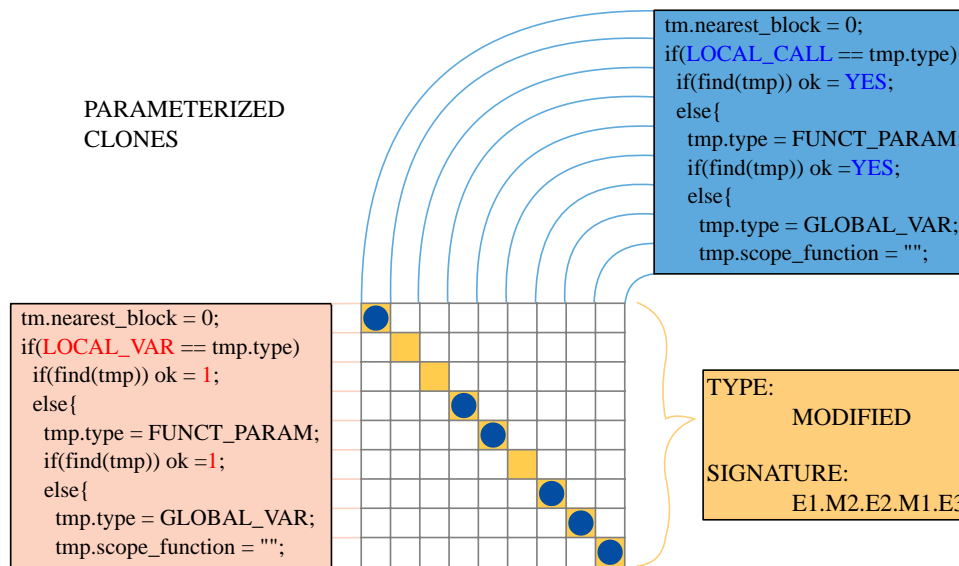 tm.nearest_block = 0;
if(LOCAL_CALL == tmp.type)
if(find(tmp)) ok = YES;
else{
tmp.type = FUNCT_PARAM;
if(find(tmp)) ok =YES;
else{
tmp.type = GLOBAL_VAR;
tmp.scope_function = "";
PARAMETERIZED
CLONES
tm.nearest_block = 0;
if(LOCAL_VAR == tmp.type)
if(find(tmp)) ok = 1;
else{
tmp.type = FUNCT_PARAM;
if(find(tmp)) ok =1;
else{
tmp.type = GLOBAL_VAR;
tmp.scope_function = "";
TYPE:
MODIFIED
SIGNATURE:
E1.M2.E2.M1.E3